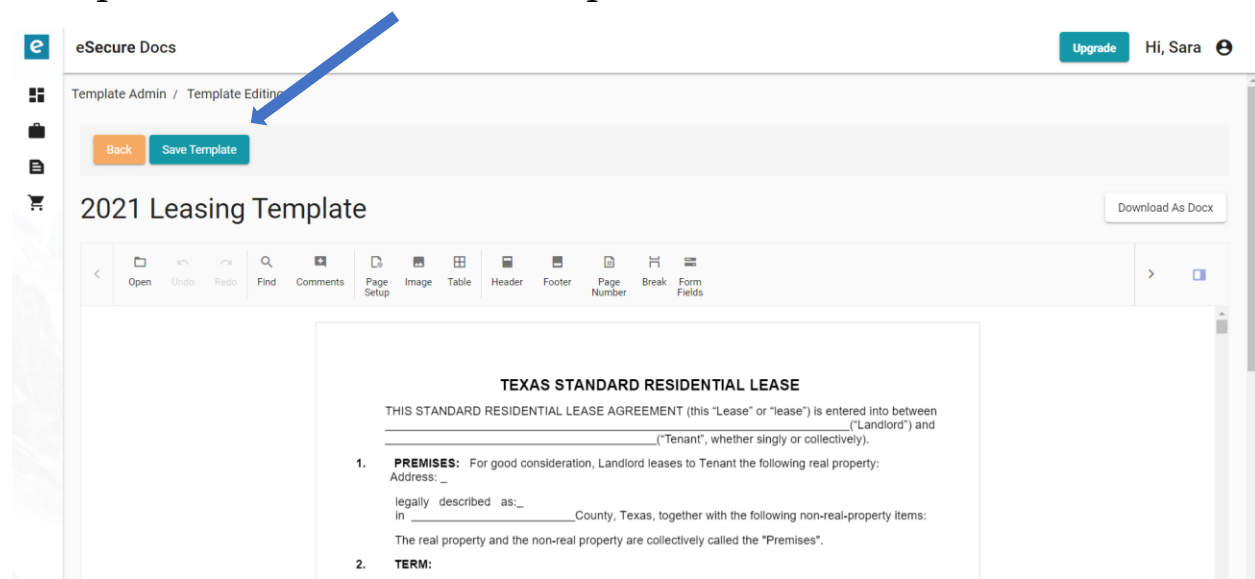 e
eSecure Docs
Upgrade
Hi, Sara
Template Admin / Template Editing
Back
Save Template
2021 Leasing Template
Download As Docx
Open
Undo
Redo
Find
Comments
Page Setup
Image
Table
Header
Footer
Page Number
Break
Form Fields
TEXAS STANDARD RESIDENTIAL LEASE
THIS STANDARD RESIDENTIAL LEASE AGREEMENT (this “Lease” or “lease”) is entered into between
_______________________________________________(“Landlord”) and
___________________________(“Tenant”, whether singly or collectively).
1. PREMISES: For good consideration, Landlord leases to Tenant the following real property:
Address: _
legally described as:_
in ____________________County, Texas, together with the following non-real-property items:
The real property and the non-real property are collectively called the "Premises".
2. TERM: